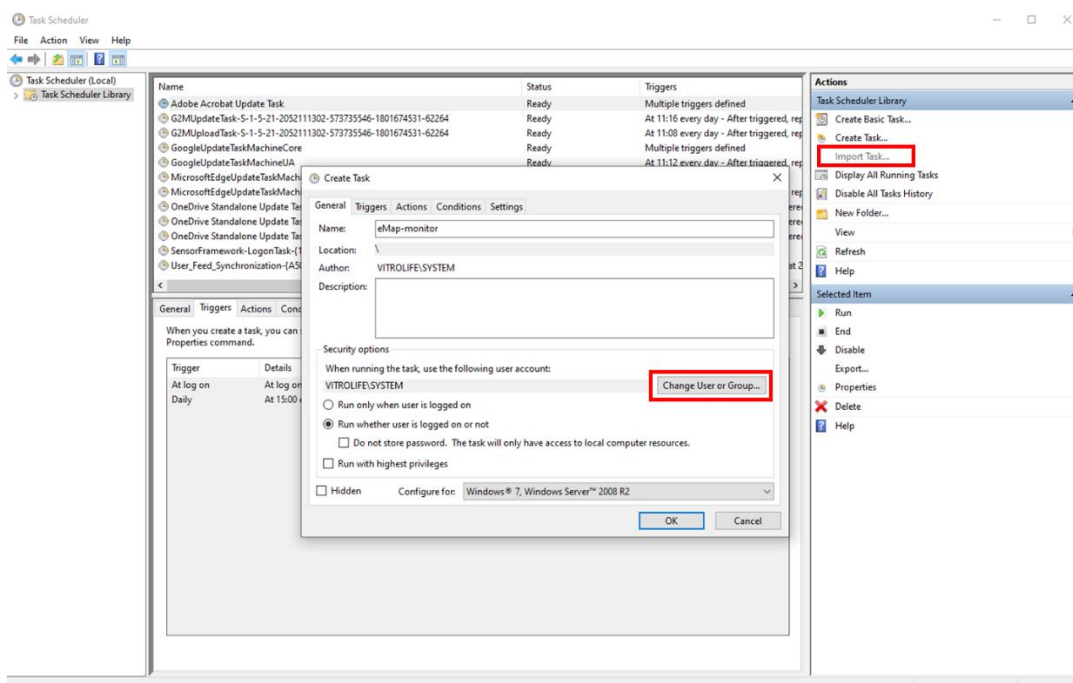 Task Scheduler
File Action View Help
Task Scheduler (Local)
Task Scheduler Library
Name Status Triggers
Adobe Acrobat Update Task Ready Multiple triggers defined
G2MUpdateTask-S-1-5-21-2052111302-573735546-1801674531-62264 Ready At 11:16 every day - After triggered, rep
G2MUploadTask-S-1-5-21-2052111302-573735546-1801674531-62264 Ready At 11:08 every day - After triggered, rep
GoogleUpdateTaskMachineCore Ready Multiple triggers defined
GoogleUpdateTaskMachineUA Ready At 11:12 every day - After triggered, rep
MicrosoftEdgeUpdateTaskMach
MicrosoftEdgeUpdateTaskMach rep
OneDrive Standalone Update Ta
OneDrive Standalone Update Ta
OneDrive Standalone Update Ta
SensorFramework-LogonTask-{1
User_Feed_Synchronization-{A5 at 2
General Triggers Actions Cond
When you create a task, you can
Properties command.
Trigger Details
At log on At log on
Daily At 15:00
Create Task
General Triggers Actions Conditions Settings
Name: eMap-monitor
Location: \
Author: VITROLIFE\SYSTEM
Description:
Security options
When running the task, use the following user account:
VITROLIFE\SYSTEM Change User or Group...
Run only when user is logged on
Run whether user is logged on or not
Do not store password. The task will only have access to local computer resources.
Run with highest privileges
Hidden Configure for: Windows® 7, Windows Server™ 2008 R2
OK Cancel
Actions
Task Scheduler Library
Create Basic Task...
Create Task...
Import Task...
Display All Running Tasks
Disable All Tasks History
New Folder...
View
Refresh
Help
Selected Item
Run
End
Disable
Export...
Properties
Delete
Help